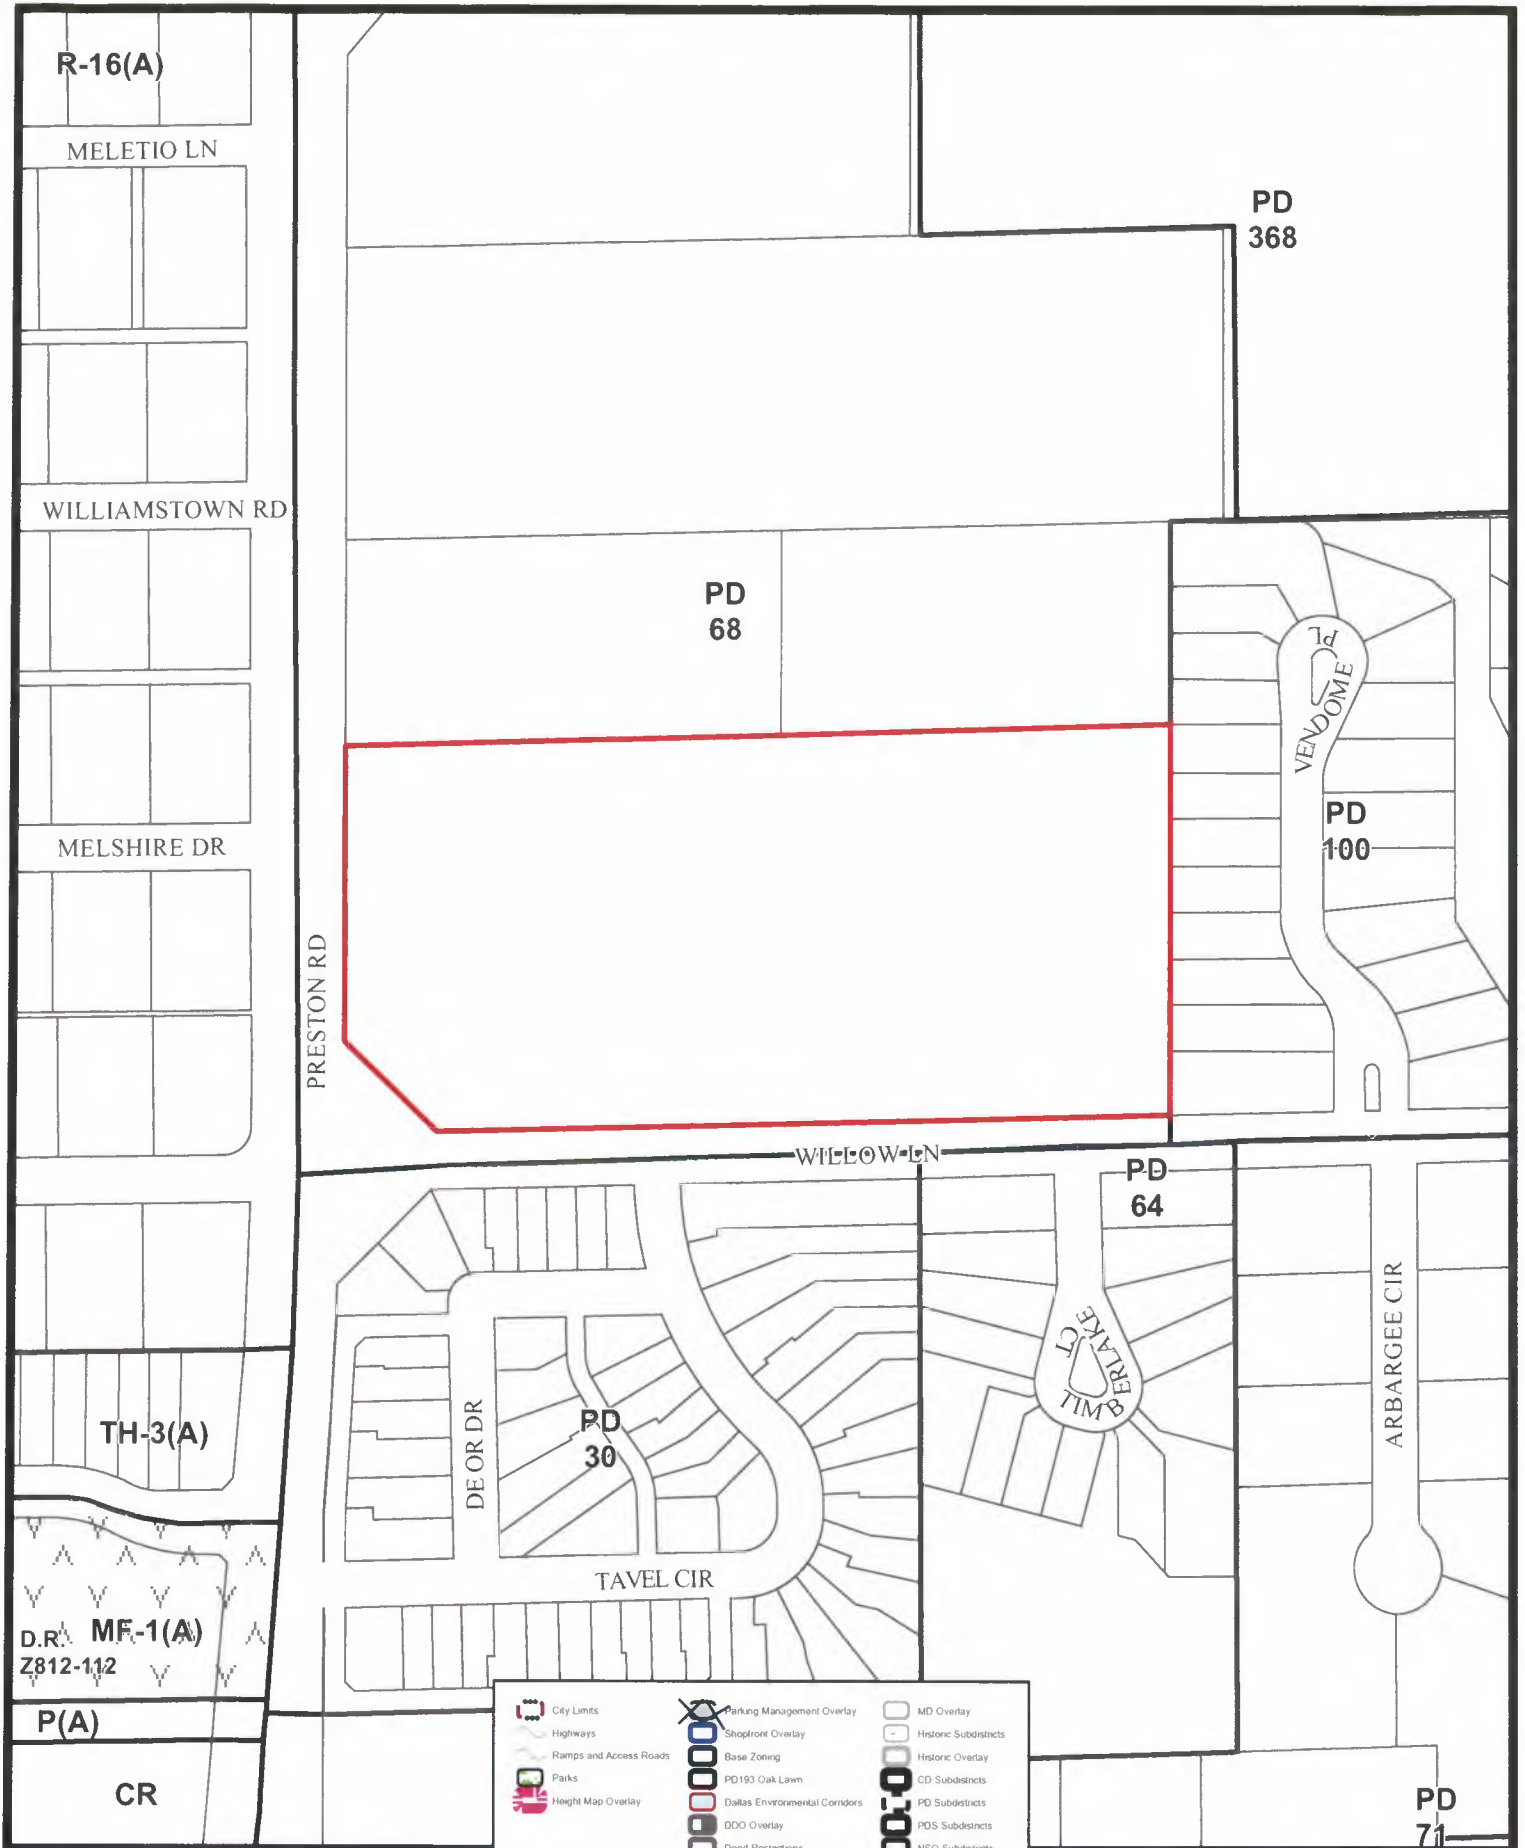 R-16(A)
MELETIO LN
PD
368
WILLIAMSTOWN RD
PD
68
VENDOME PL
PD
100
MELSHIRE DR
PRESTON RD
WILLOW LN
PD
64
TIMBERLAKE CT
ARBARGEE CIR
TH-3(A)
DE OR DR
PD
30
TAVEL CIR
MF-1(A)
D.R.
Z812-112
P(A)
CR
City Limits
Highways
Ramps and Access Roads
Parks
Height Map Overlay
Parking Management Overlay
Shopfront Overlay
Base Zoning
PD193 Oak Lawn
Dallas Environmental Corridors
DDO Overlay
Deed Restrictions
MD Overlay
Historic Subdistricts
Historic Overlay
CD Subdistricts
PD Subdistricts
PDS Subdistricts
NSO Subdistricts
PD
71